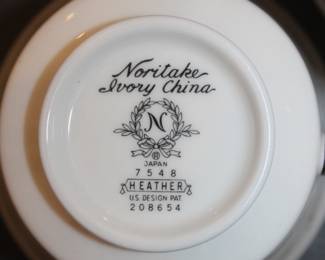 Noritake
Ivory China
N
®
JAPAN
7548
HEATHER
U.S. DESIGN PAT
208654